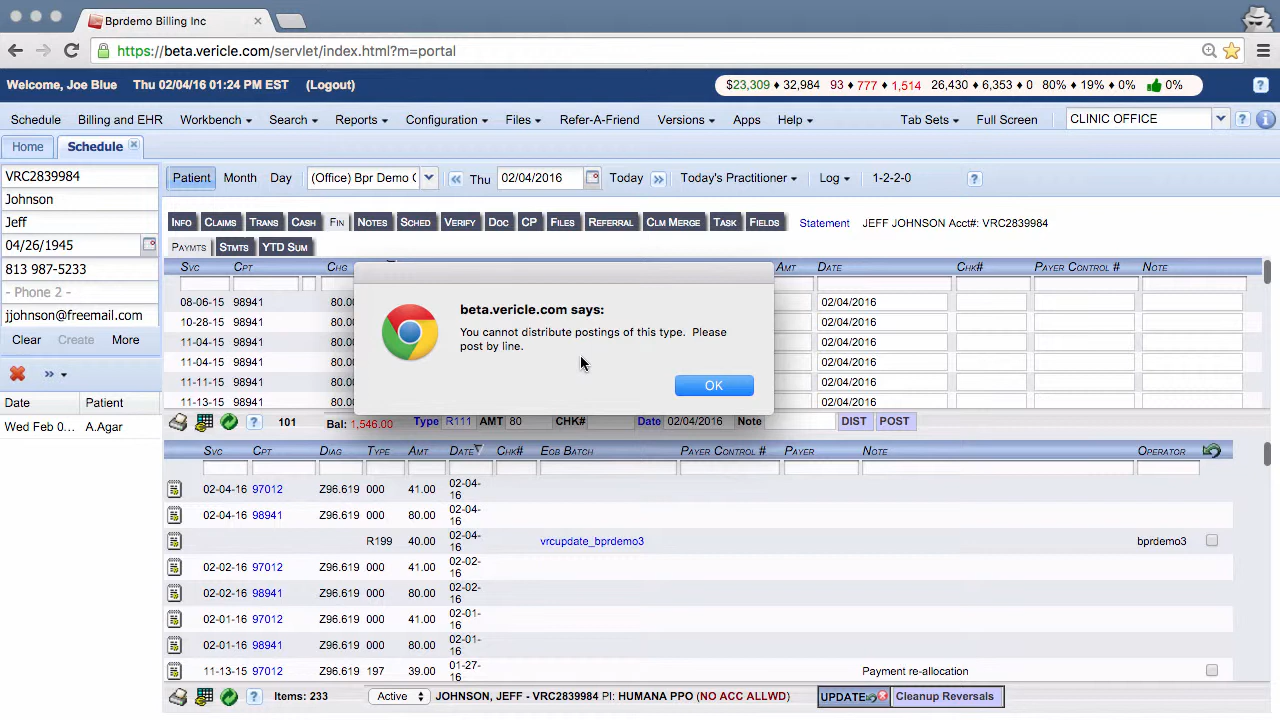 Bprdemo Billing Inc
https://beta.vericle.com/servlet/index.html?m=portal
Welcome, Joe Blue Thu 02/04/16 01:24 PM EST (Logout) $23,309 ♦ 32,984 93 ♦ 777 ♦ 1,514 26,430 ♦ 6,353 ♦ 0 80% ♦ 19% ♦ 0% 0% ?
Schedule Billing and EHR Workbench Search Reports Configuration Files Refer-A-Friend Versions Apps Help Tab Sets Full Screen CLINIC OFFICE ? i
Home Schedule
VRC2839984 Patient Month Day (Office) Bpr Demo Thu 02/04/2016 Today Today's Practitioner Log 1-2-2-0 ?
Johnson
Jeff INFO CLAIMS TRANS CASH FIN NOTES SCHED VERIFY DOC CP FILES REFERRAL CLM MERGE TASK FIELDS Statement JEFF JOHNSON Acct#: VRC2839984
04/26/1945 PAYMTS STMTS YTD SUM
813 987-5233 SVC CPT CHG AMT DATE CHK# PAYER CONTROL # NOTE
- Phone 2 -
jjohnson@freemail.com
Clear Create More
08-06-15 98941 80.00 02/04/2016
10-28-15 98941 80.00 02/04/2016
11-04-15 98941 80.00 02/04/2016
11-04-15 98941 80.00 02/04/2016
11-11-15 98941 80.00 02/04/2016
11-13-15 98941 80.00 02/04/2016
beta.vericle.com says:
You cannot distribute postings of this type. Please
post by line.
OK
Date Patient
Wed Feb 0... A.Agar
? 101 Bal: 1,546.00 Type R111 AMT 80 CHK# Date 02/04/2016 Note DIST POST
SVC CPT DIAG TYPE AMT DATE CHK# EOB BATCH PAYER CONTROL # PAYER NOTE OPERATOR
02-04-16 97012 Z96.619 000 41.00 02-04-
16
02-04-16 98941 Z96.619 000 80.00 02-04-
16
R199 40.00 02-04-
16 vrcupdate_bprdemo3 bprdemo3
02-02-16 97012 Z96.619 000 41.00 02-02-
16
02-02-16 98941 Z96.619 000 80.00 02-02-
16
02-01-16 97012 Z96.619 000 41.00 02-01-
16
02-01-16 98941 Z96.619 000 80.00 02-01-
16
11-13-15 97012 Z96.619 197 39.00 01-27- Payment re-allocation
? Items: 233 Active JOHNSON, JEFF - VRC2839984 PI: HUMANA PPO (NO ACC ALLWD) UPDATE Cleanup Reversals